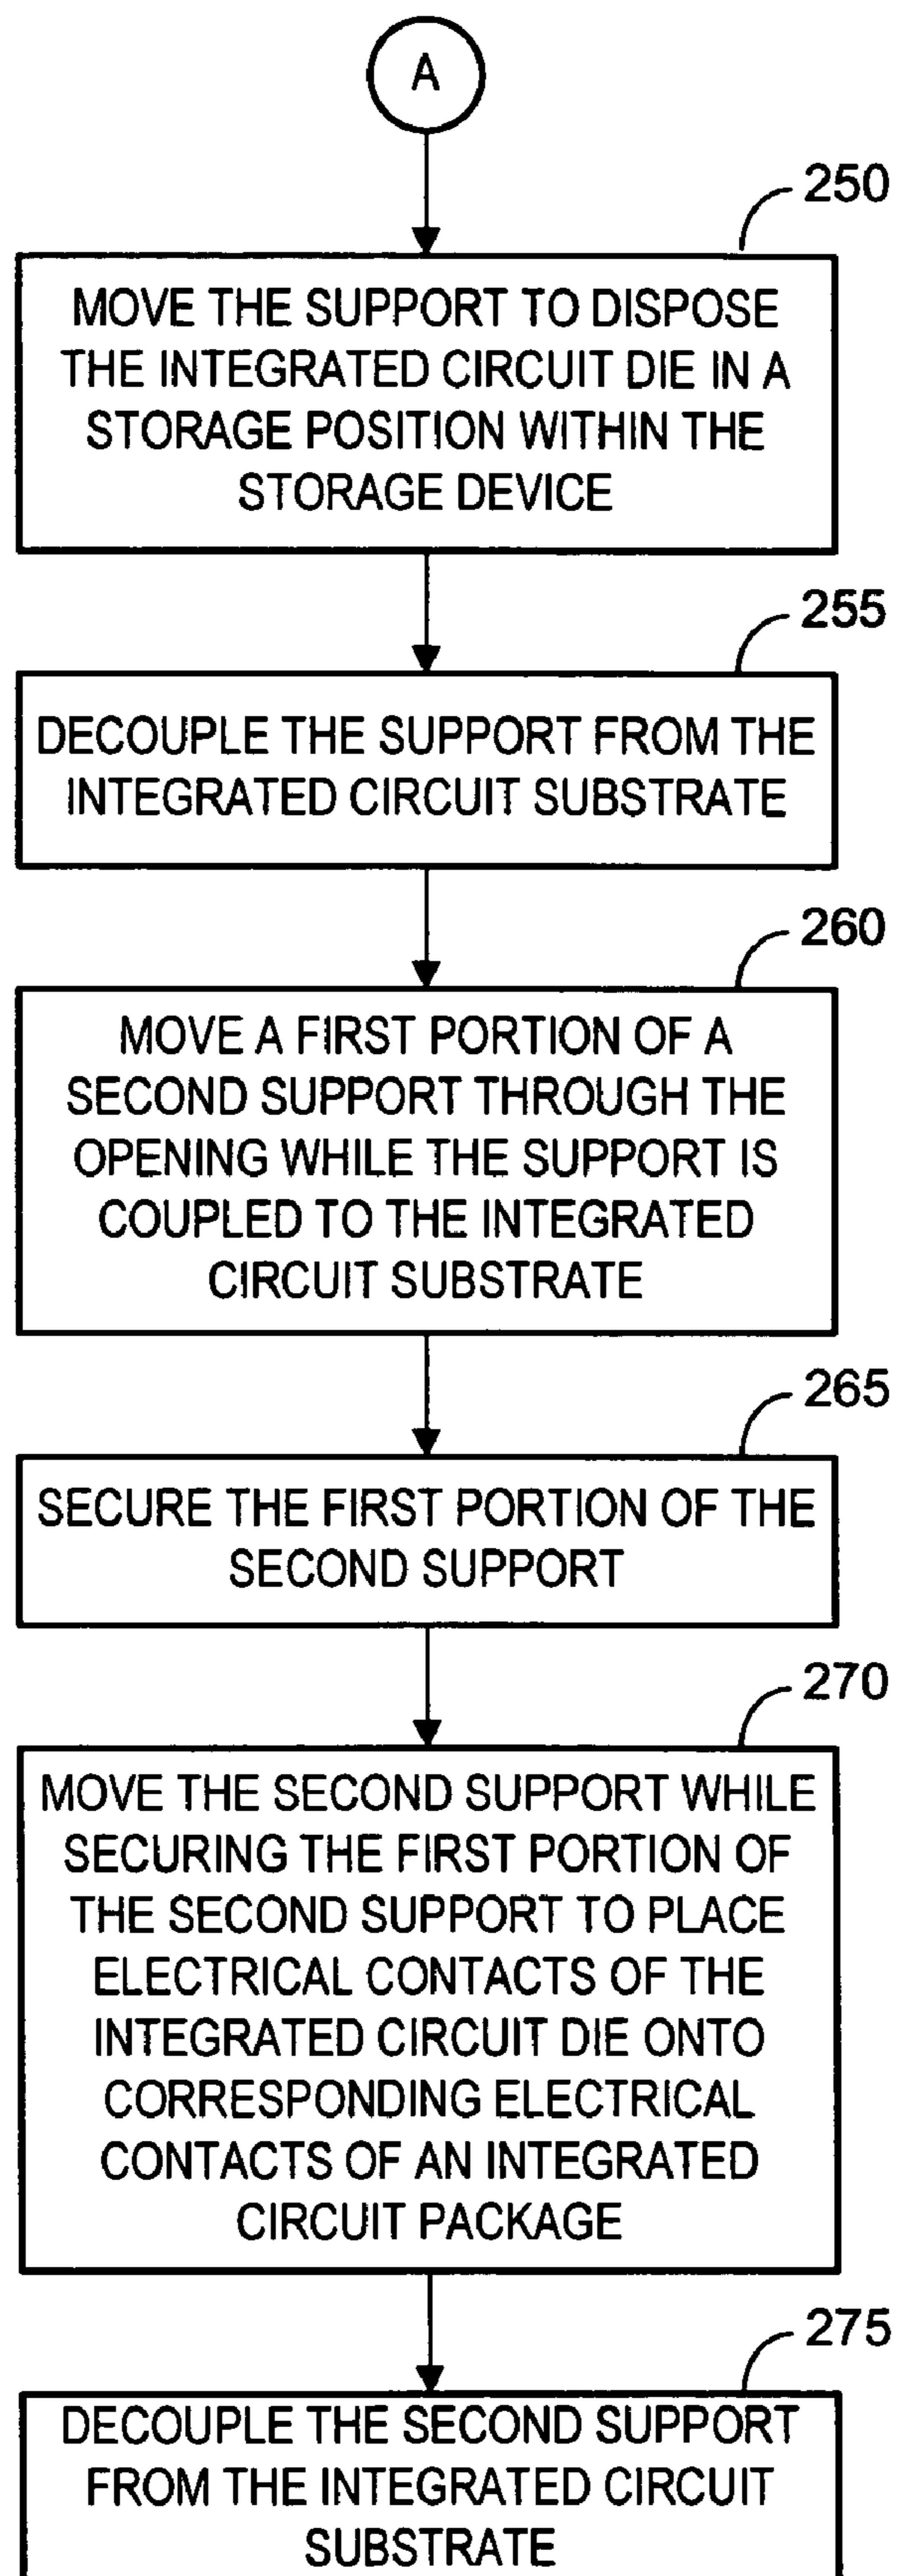 A
250
MOVE THE SUPPORT TO DISPOSE
THE INTEGRATED CIRCUIT DIE IN A
STORAGE POSITION WITHIN THE
STORAGE DEVICE
255
DECOUPLE THE SUPPORT FROM THE
INTEGRATED CIRCUIT SUBSTRATE
260
MOVE A FIRST PORTION OF A
SECOND SUPPORT THROUGH THE
OPENING WHILE THE SUPPORT IS
COUPLED TO THE INTEGRATED
CIRCUIT SUBSTRATE
265
SECURE THE FIRST PORTION OF THE
SECOND SUPPORT
270
MOVE THE SECOND SUPPORT WHILE
SECURING THE FIRST PORTION OF
THE SECOND SUPPORT TO PLACE
ELECTRICAL CONTACTS OF THE
INTEGRATED CIRCUIT DIE ONTO
CORRESPONDING ELECTRICAL
CONTACTS OF AN INTEGRATED
CIRCUIT PACKAGE
275
DECOUPLE THE SECOND SUPPORT
FROM THE INTEGRATED CIRCUIT
SUBSTRATE